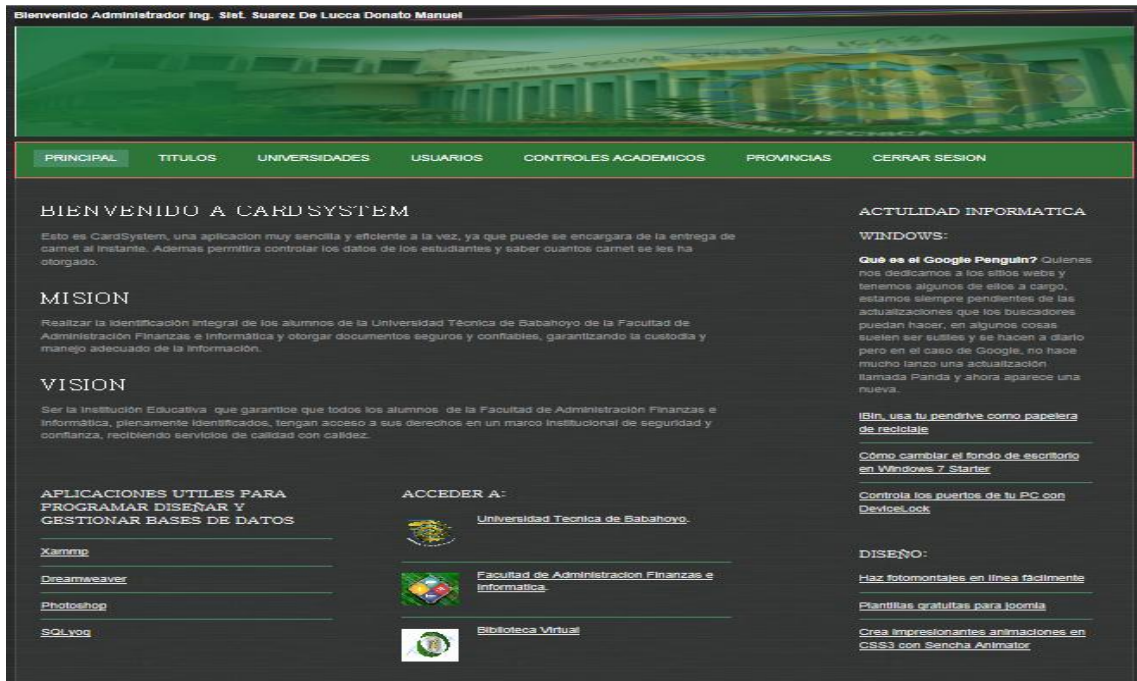 Bienvenido Administrador Ing. Sist. Suarez De Lucca Donato Manuel
UNIVERSIDAD TECNICA DE BABAHOYO
PRINCIPAL TITULOS UNIVERSIDADES USUARIOS CONTROLES ACADEMICOS PROVINCIAS CERRAR SESION
BIENVENIDO A CARDSYSTEM
Esto es CardSystem, una aplicacion muy sencilla y eficiente a la vez, ya que puede se encargara de la entrega de
carnet al instante. Ademas permitira controlar los datos de los estudiantes y saber cuantos carnet se les ha
otorgado.
MISION
Realizar la identificación integral de los alumnos de la Universidad Técnica de Babahoyo de la Facultad de
Administración Finanzas e Informática y otorgar documentos seguros y confiables, garantizando la custodia y
manejo adecuado de la información.
VISION
Ser la Institución Educativa que garantice que todos los alumnos de la Facultad de Administración Finanzas e
Informática, plenamente identificados, tengan acceso a sus derechos en un marco institucional de seguridad y
confianza, recibiendo servicios de calidad con calidez.
APLICACIONES UTILES PARA
PROGRAMAR DISEÑAR Y
GESTIONAR BASES DE DATOS
Xammp
Dreamweaver
Photoshop
SQLyog
ACCEDER A:
Universidad Tecnica de Babahoyo.
Facultad de Administracion Finanzas e
Informatica.
Biblioteca Virtual
ACTULIDAD INFORMATICA
WINDOWS:
Qué es el Google Penguin? Quienes
nos dedicamos a los sitios webs y
tenemos algunos de ellos a cargo,
estamos siempre pendientes de las
actualizaciones que los buscadores
puedan hacer, en algunos cosas
suelen ser sutiles y se hacen a diario
pero en el caso de Google, no hace
mucho lanzo una actualización
llamada Panda y ahora aparece una
nueva.
iBin, usa tu pendrive como papelera
de reciclaje
Cómo cambiar el fondo de escritorio
en Windows 7 Starter
Controla los puertos de tu PC con
DeviceLock
DISEÑO:
Haz fotomontajes en línea fácilmente
Plantillas gratuitas para joomla
Crea impresionantes animaciones en
CSS3 con Sencha Animator